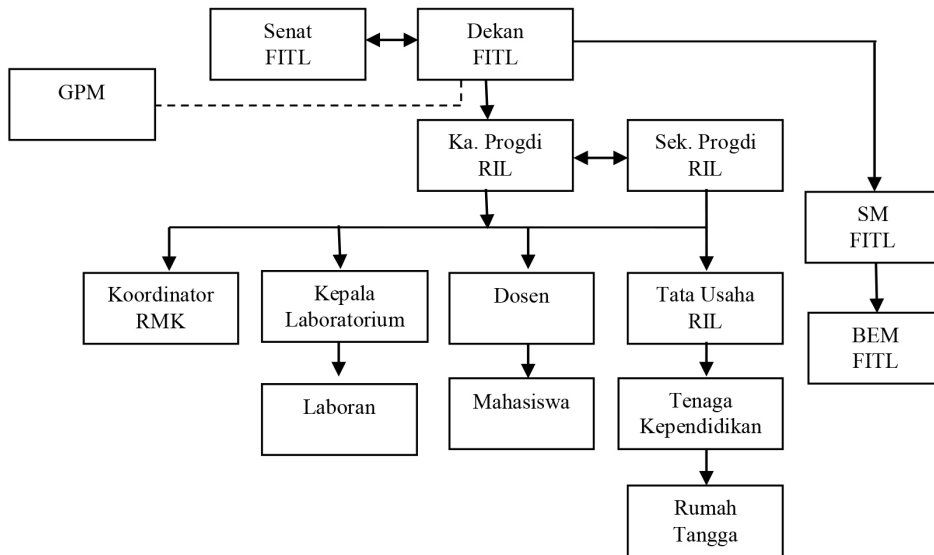 Senat
FITL
Dekan
FITL
GPM
Ka. Progdi
RIL
Sek. Progdi
RIL
SM
FITL
Koordinator
RMK
Kepala
Laboratorium
Dosen
Tata Usaha
RIL
BEM
FITL
Laboran
Mahasiswa
Tenaga
Kependidikan
Rumah
Tangga